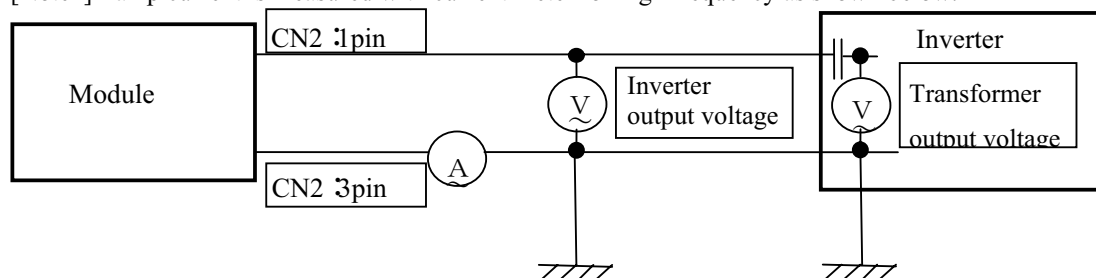 CN2 :1pin
Inverter
Module
Inverter
output voltage
V
V
Transformer
output voltage
A
CN2 :3pin